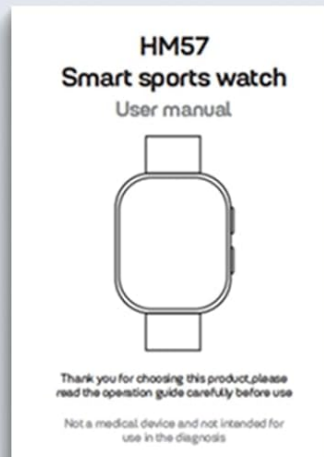 HM57
Smart sports watch
User manual
Thank you for choosing this product,please
read the operation guide carefully before use
Not a medical device and not intended for
use in the diagnosis